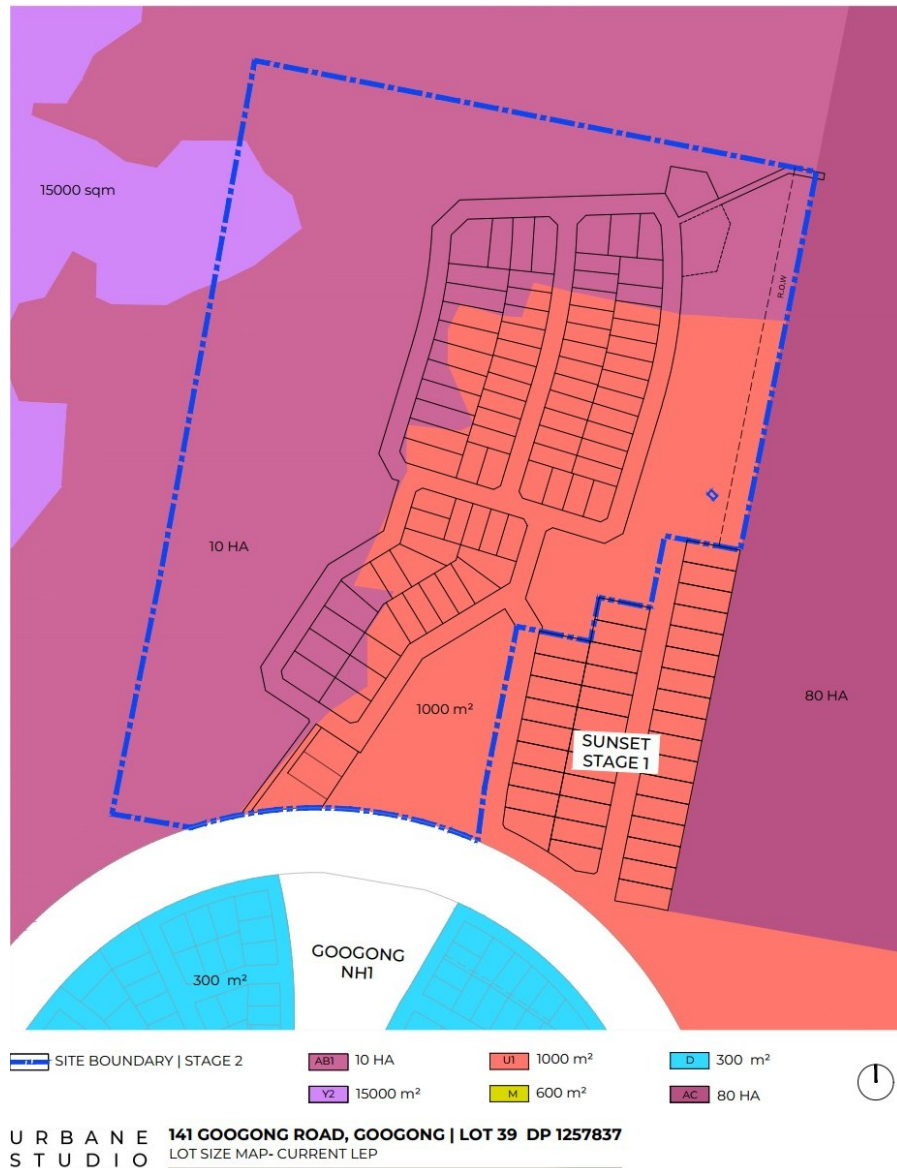 15000 sqm
R.O.W
10 HA
1000 m²
80 HA
SUNSET
STAGE 1
GOOGONG
NH1
300 m²
SITE BOUNDARY | STAGE 2
AB1 10 HA
U1 1000 m²
D 300 m²
Y2 15000 m²
M 600 m²
AC 80 HA
URBANE
STUDIO
141 GOOGONG ROAD, GOOGONG | LOT 39 DP 1257837
LOT SIZE MAP- CURRENT LEP